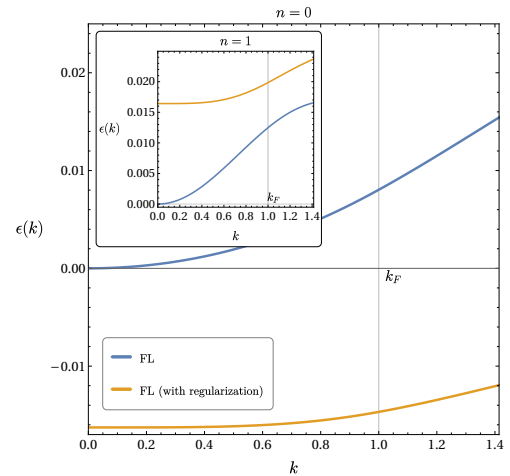 n = 0
n = 1
0.02
0.01
0.00
−0.01
ϵ(k)
0.020
0.015
0.010
0.005
0.000
ϵ(k)
k_F
0.0 0.2 0.4 0.6 0.8 1.0 1.2 1.4
k
k_F
FL
FL (with regularization)
0.0 0.2 0.4 0.6 0.8 1.0 1.2 1.4
k